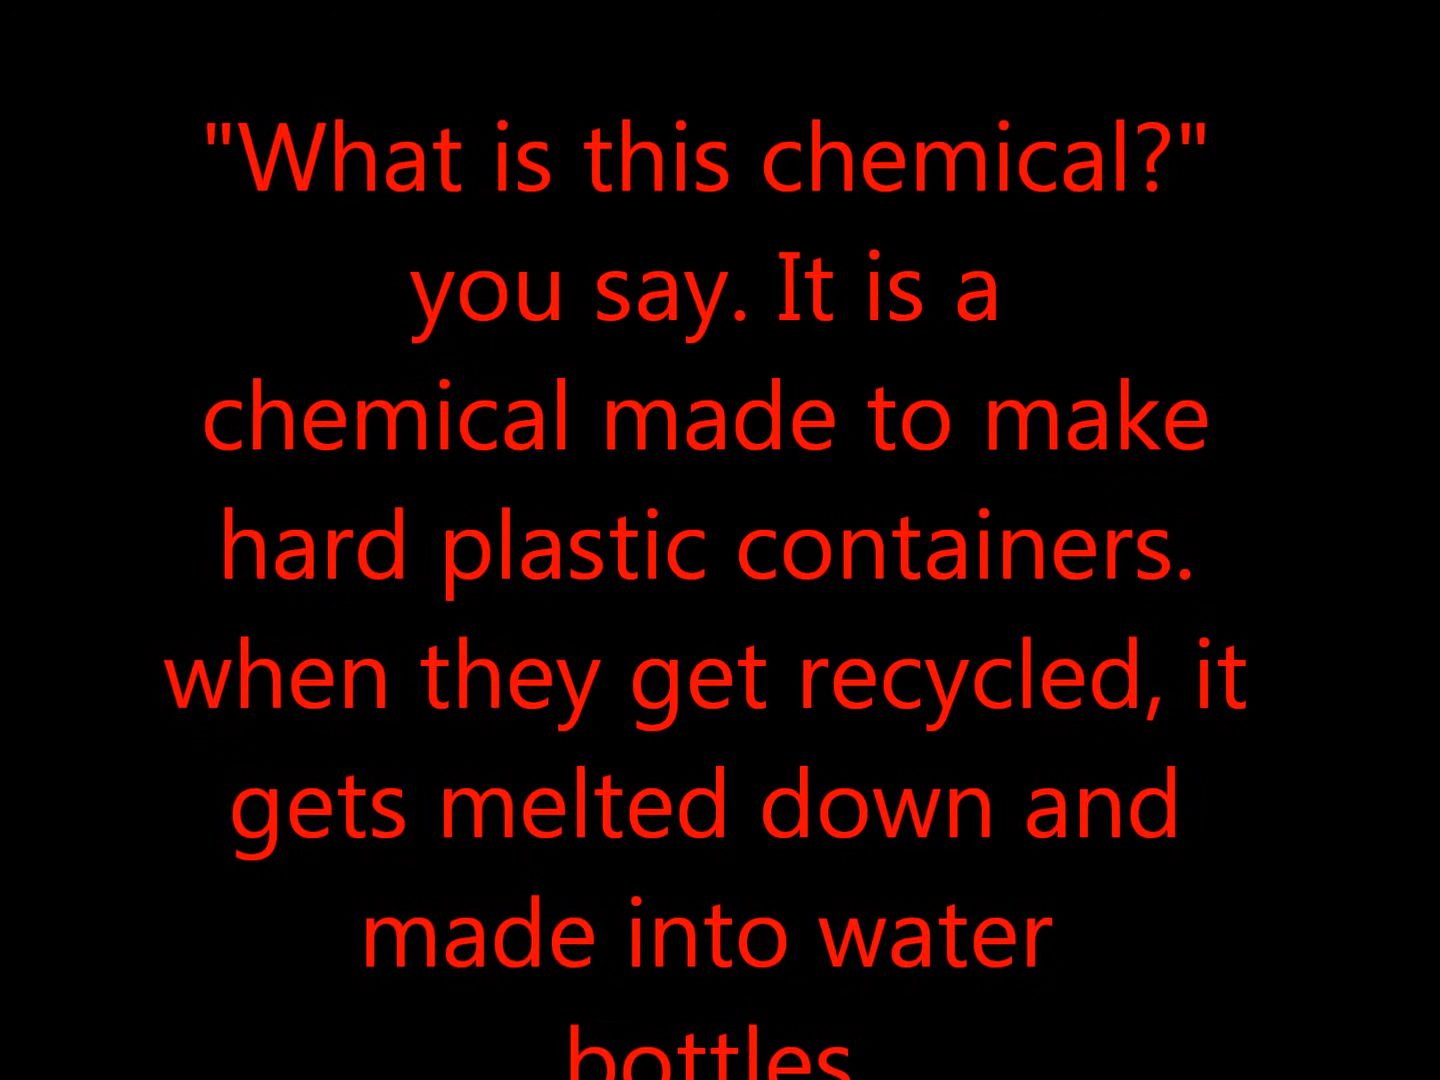 "What is this chemical?"
you say. It is a
chemical made to make
hard plastic containers.
when they get recycled, it
gets melted down and
made into water
bottles